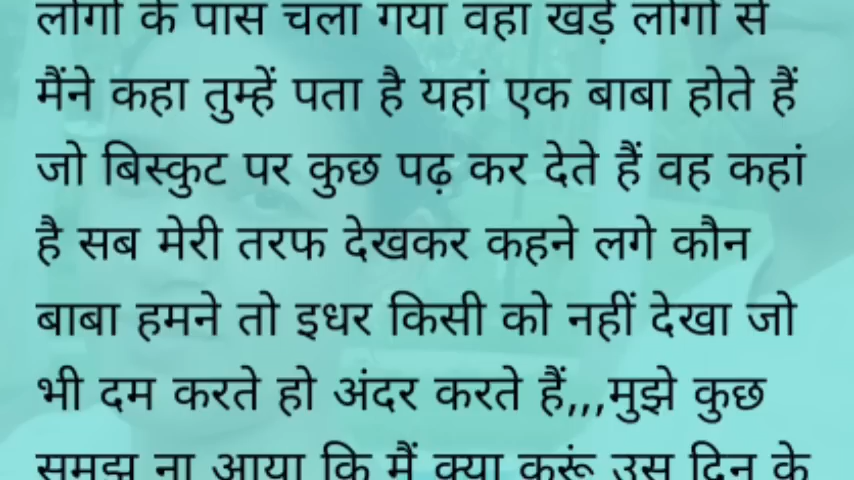 लोगों के पास चला गया वहां खड़े लोगों से
मैंने कहा तुम्हें पता है यहां एक बाबा होते हैं
जो बिस्कुट पर कुछ पढ़ कर देते हैं वह कहां
है सब मेरी तरफ देखकर कहने लगे कौन
बाबा हमने तो इधर किसी को नहीं देखा जो
भी दम करते हो अंदर करते हैं,,,मुझे कुछ
समझ ना आया कि मैं क्या करूं उस दिन के